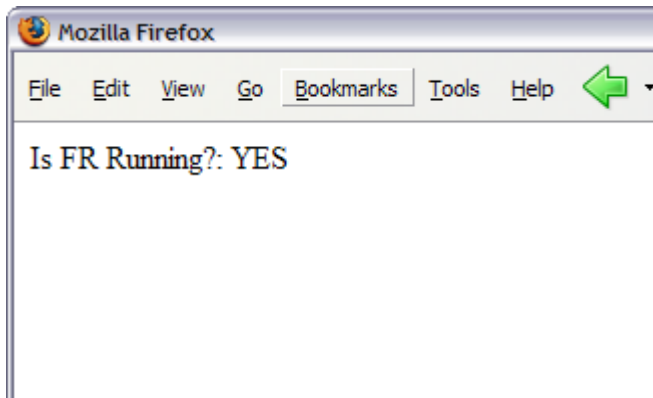 Mozilla Firefox
File Edit View Go Bookmarks Tools Help
Is FR Running?: YES